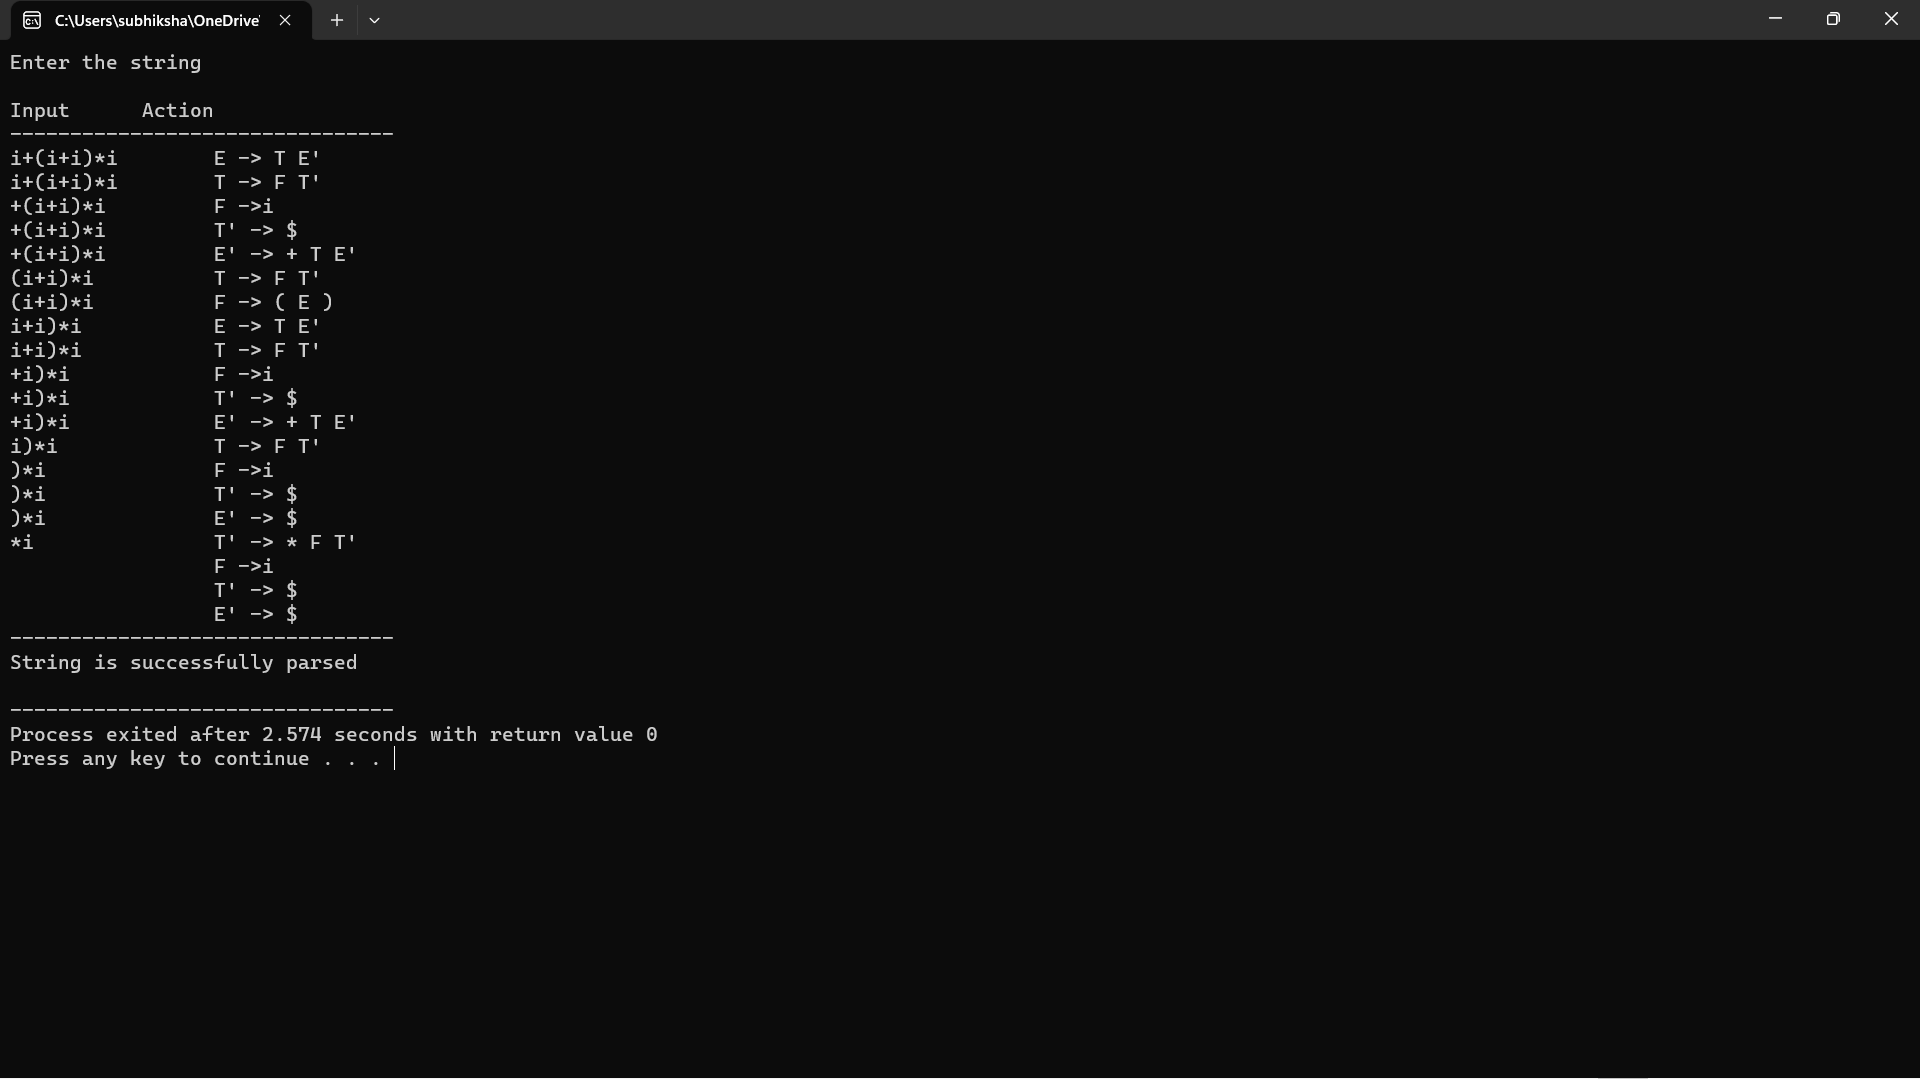 C:\Users\subhiksha\OneDrive'
Enter the string
Input      Action
--------------------------------
i+(i+i)*i        E -> T E'
i+(i+i)*i        T -> F T'
+(i+i)*i         F ->i
+(i+i)*i         T' -> $
+(i+i)*i         E' -> + T E'
(i+i)*i          T -> F T'
(i+i)*i          F -> ( E )
i+i)*i           E -> T E'
i+i)*i           T -> F T'
+i)*i            F ->i
+i)*i            T' -> $
+i)*i            E' -> + T E'
i)*i             T -> F T'
)*i              F ->i
)*i              T' -> $
)*i              E' -> $
*i               T' -> * F T'
                 F ->i
                 T' -> $
                 E' -> $
--------------------------------
String is successfully parsed
--------------------------------
Process exited after 2.574 seconds with return value 0
Press any key to continue . . .